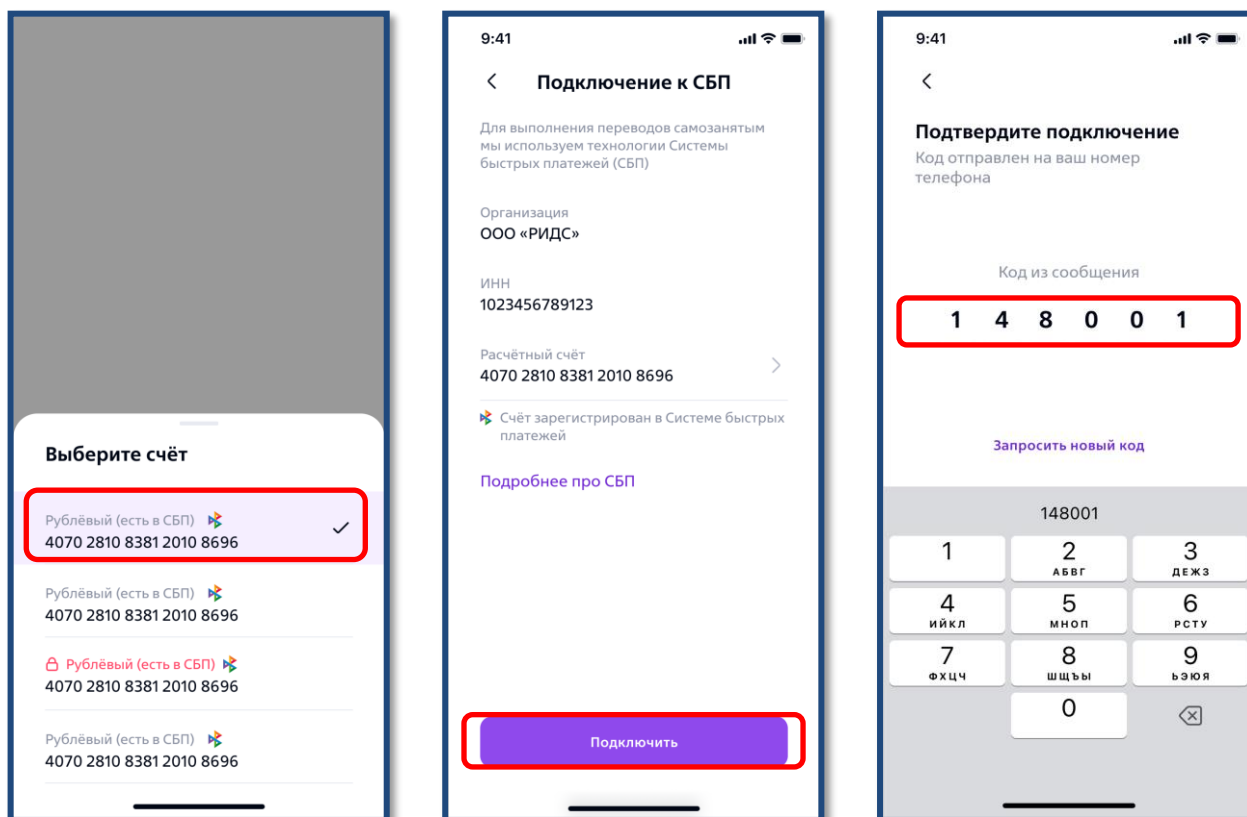 Выберите счёт
Рублёвый (есть в СБП)
4070 2810 8381 2010 8696
Рублёвый (есть в СБП)
4070 2810 8381 2010 8696
Рублёвый (есть в СБП)
4070 2810 8381 2010 8696
Рублёвый (есть в СБП)
4070 2810 8381 2010 8696
9:41
Подключение к СБП
Для выполнения переводов самозанятым
мы используем технологии Системы
быстрых платежей (СБП)
Организация
ООО «РИДС»
ИНН
1023456789123
Расчётный счёт
4070 2810 8381 2010 8696
Счёт зарегистрирован в Системе быстрых
платежей
Подробнее про СБП
Подключить
9:41
Подтвердите подключение
Код отправлен на ваш номер
телефона
Код из сообщения
1 4 8 0 0 1
Запросить новый код
148001
1 2 3
АБВГ ДЕЖЗ
4 5 6
ИЙКЛ МНОП РСТУ
7 8 9
ФХЦЧ ШЩЪЫ ЬЭЮЯ
0